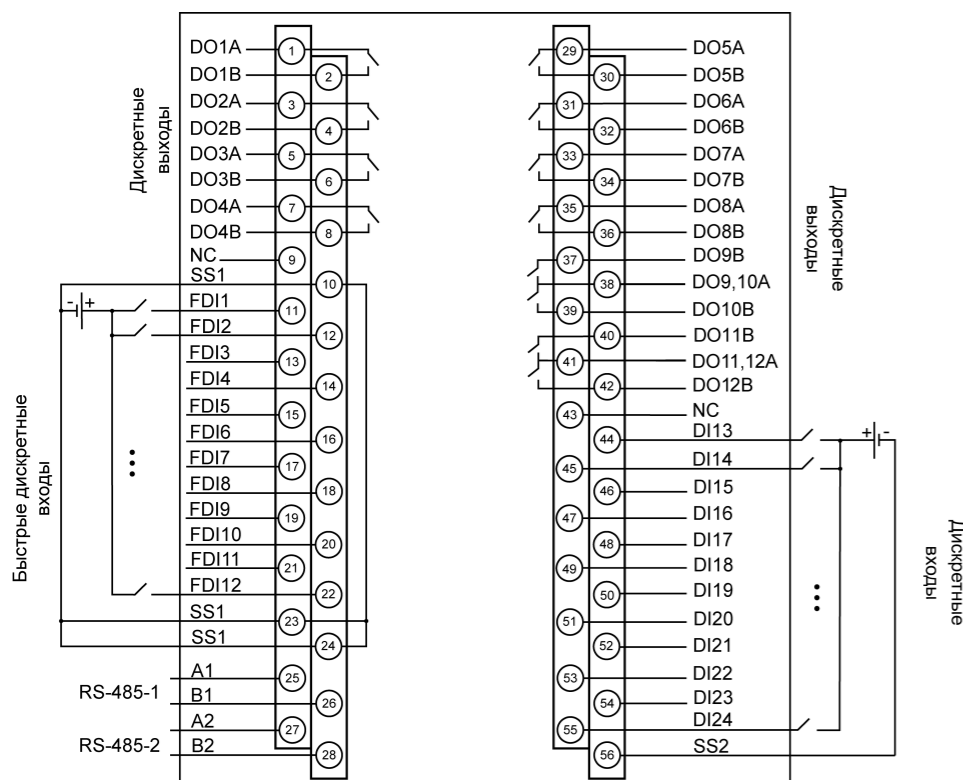 Дискретные
выходы
DO1A 1
DO1B 2
DO2A 3
DO2B 4
DO3A 5
DO3B 6
DO4A 7
DO4B 8
NC 9
SS1 10
- +
FDI1 11
FDI2 12
FDI3 13
FDI4 14
FDI5 15
FDI6 16
FDI7 17
FDI8 18
FDI9 19
FDI10 20
FDI11 21
FDI12 22
SS1 23
SS1 24
Быстрые дискретные
входы
RS-485-1
A1 25
B1 26
RS-485-2
A2 27
B2 28
29 DO5A
30 DO5B
31 DO6A
32 DO6B
33 DO7A
34 DO7B
35 DO8A
36 DO8B
37 DO9B
38 DO9,10A
39 DO10B
40 DO11B
41 DO11,12A
42 DO12B
43 NC
44 DI13
45 DI14
46 DI15
47 DI16
48 DI17
49 DI18
50 DI19
51 DI20
52 DI21
53 DI22
54 DI23
55 DI24
56 SS2
Дискретные
выходы
+ -
Дискретные
входы